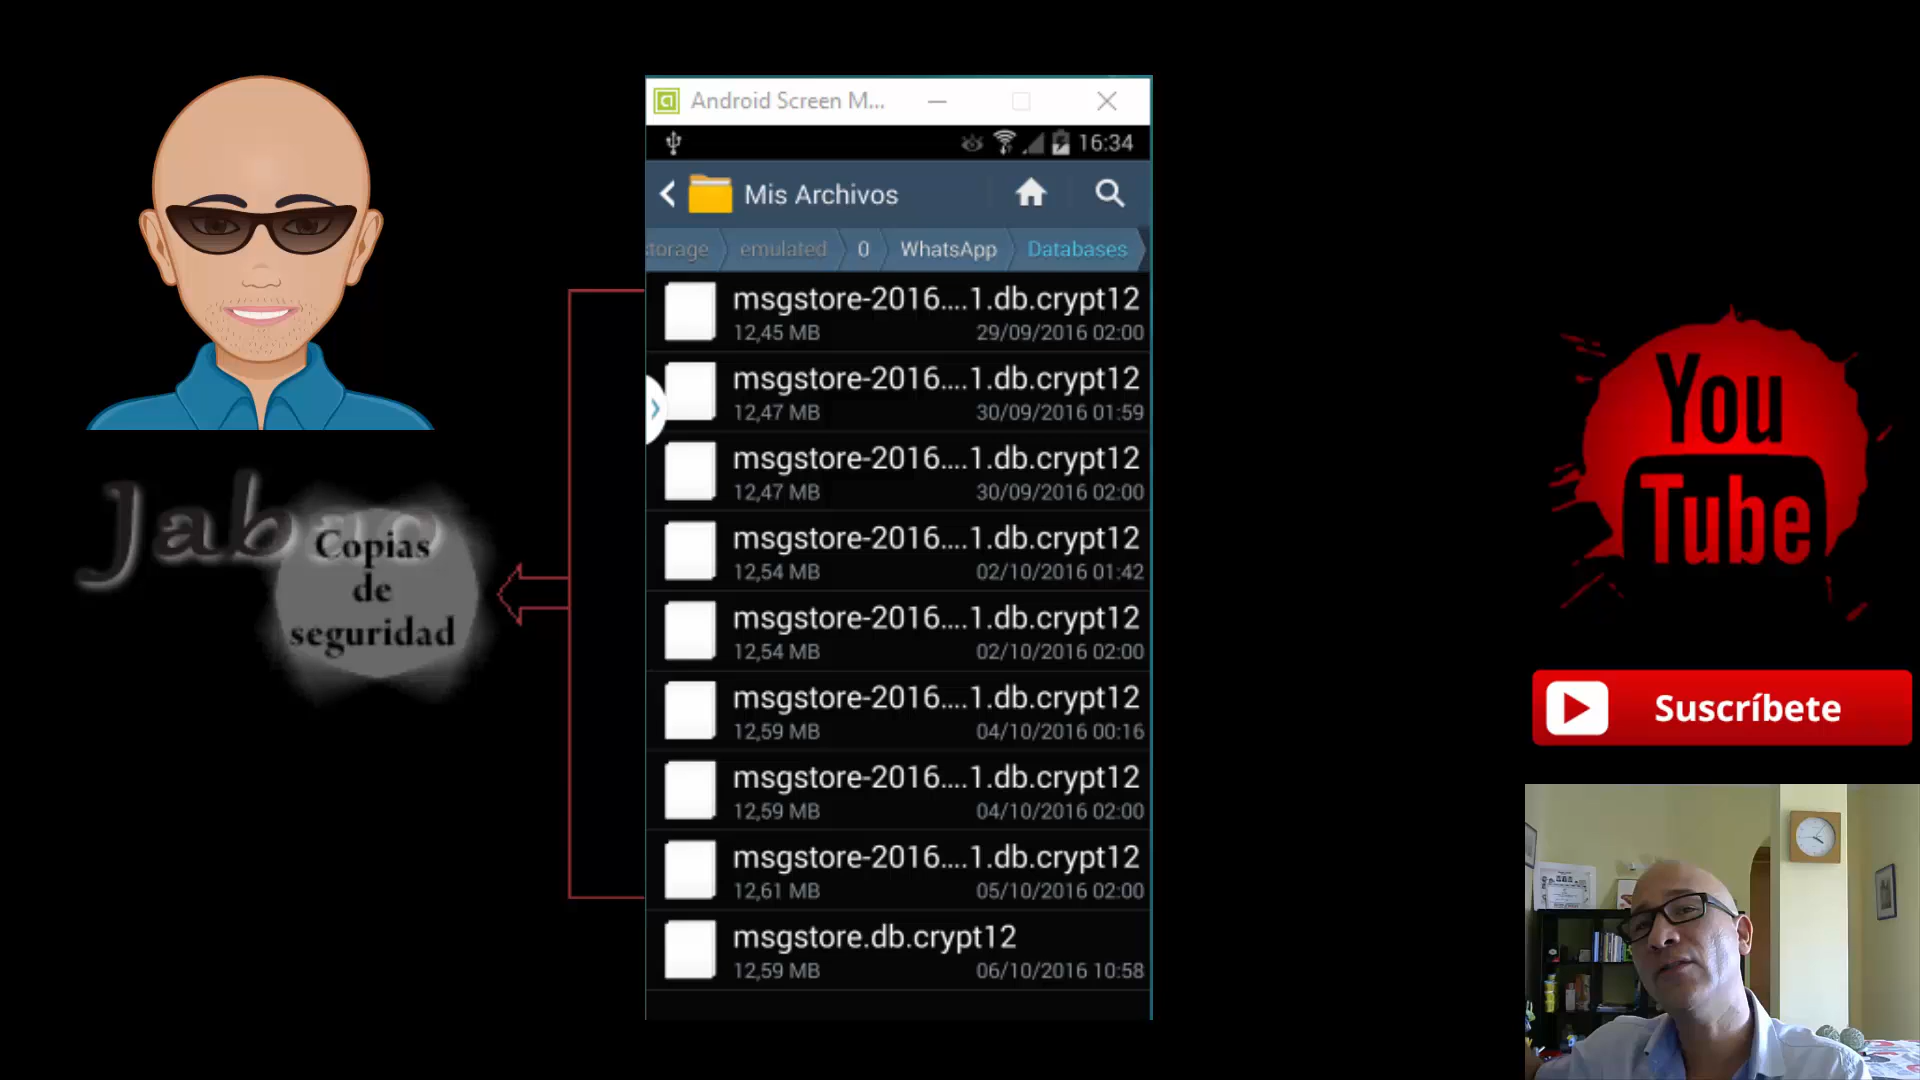 Android Screen M...
16:34
Mis Archivos
storage
emulated
0
WhatsApp
Databases
msgstore-2016....1.db.crypt12
12,45 MB
29/09/2016 02:00
msgstore-2016....1.db.crypt12
12,47 MB
30/09/2016 01:59
msgstore-2016....1.db.crypt12
12,47 MB
30/09/2016 02:00
msgstore-2016....1.db.crypt12
12,54 MB
02/10/2016 01:42
msgstore-2016....1.db.crypt12
12,54 MB
02/10/2016 02:00
msgstore-2016....1.db.crypt12
12,59 MB
04/10/2016 00:16
msgstore-2016....1.db.crypt12
12,59 MB
04/10/2016 02:00
msgstore-2016....1.db.crypt12
12,61 MB
05/10/2016 02:00
msgstore.db.crypt12
12,59 MB
06/10/2016 10:58
Copias
de
seguridad
You
Tube
Suscríbete